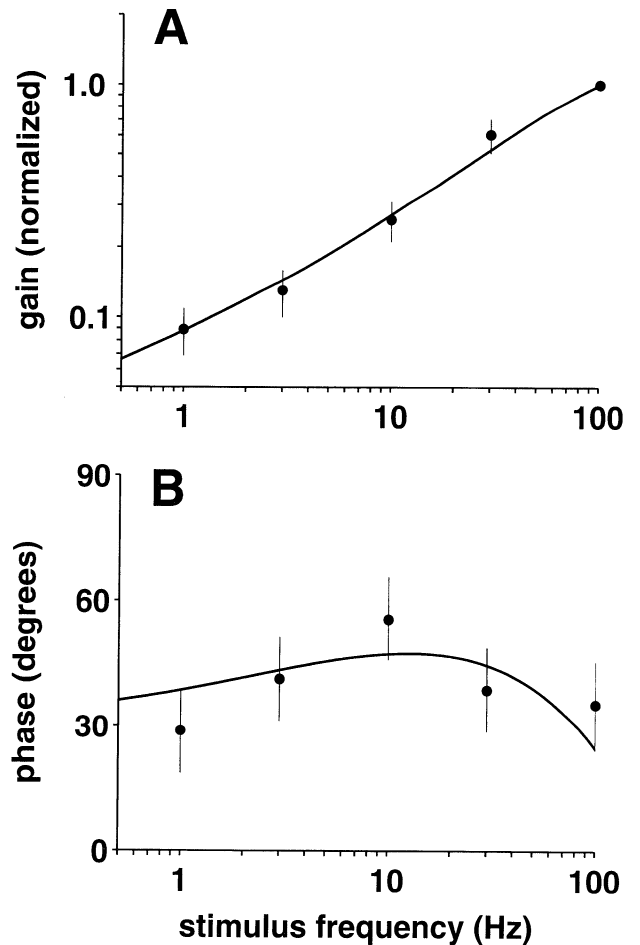 A
gain (normalized)
1.0
0.1
1 10 100
B
phase (degrees)
90
60
30
0
1 10 100
stimulus frequency (Hz)